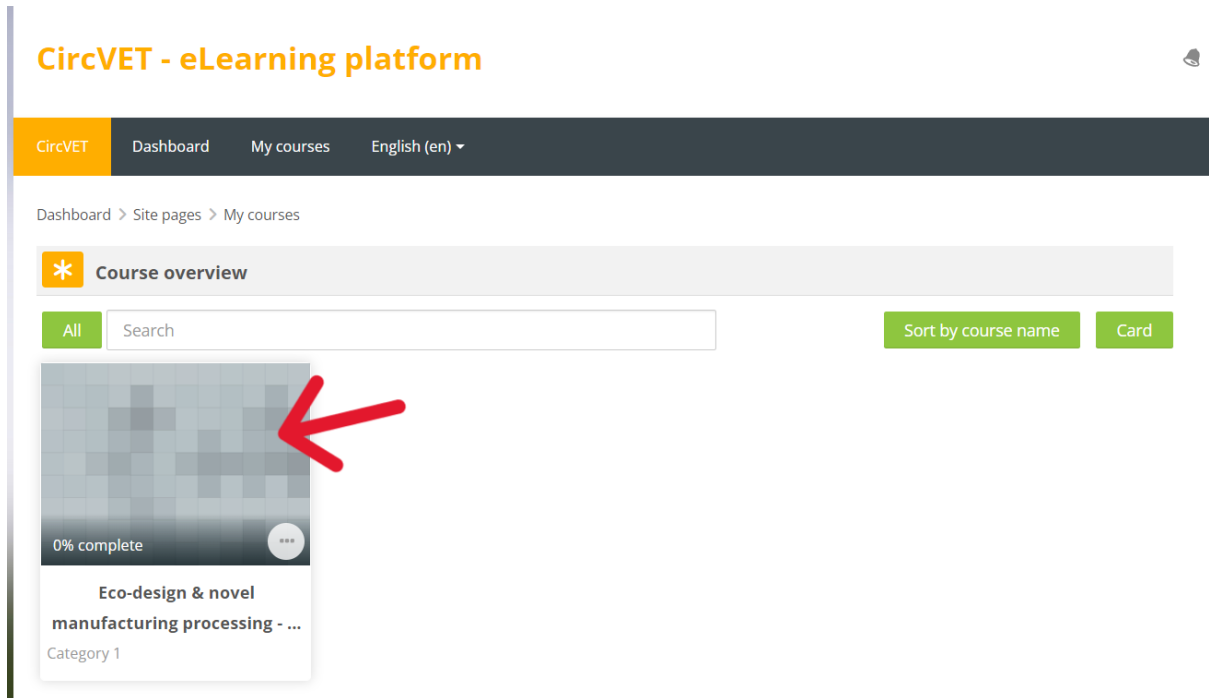 CircVET - eLearning platform
CircVET Dashboard My courses English (en)
Dashboard > Site pages > My courses
Course overview
All Search Sort by course name Card
0% complete
Eco-design & novel
manufacturing processing - ...
Category 1